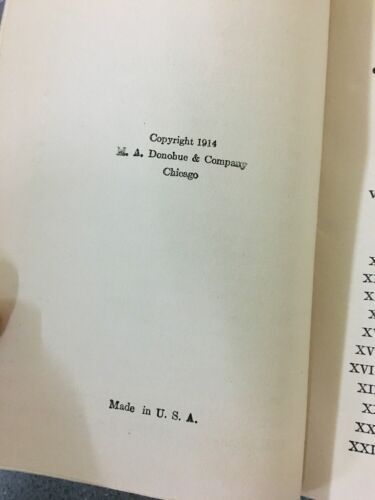 Copyright 1914
M. A. Donohue & Company
Chicago
Made in U. S. A.